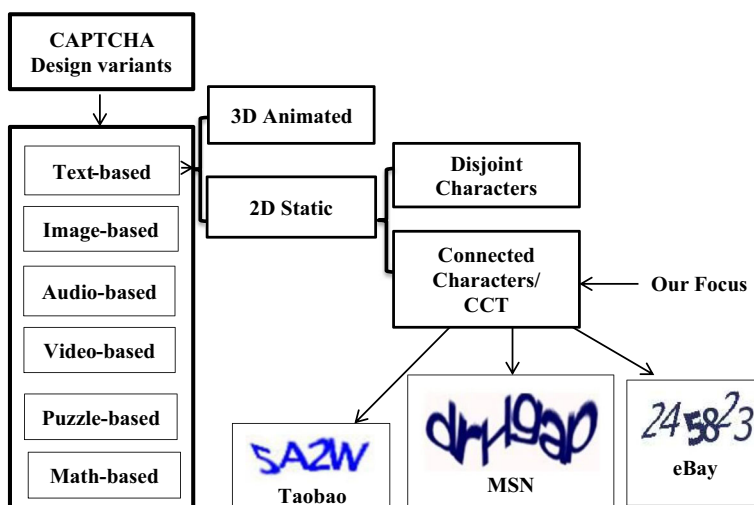 CAPTCHA
Design variants
Text-based
Image-based
Audio-based
Video-based
Puzzle-based
Math-based
3D Animated
2D Static
Disjoint
Characters
Connected
Characters/
CCT
Our Focus
Taobao
MSN
245823
eBay